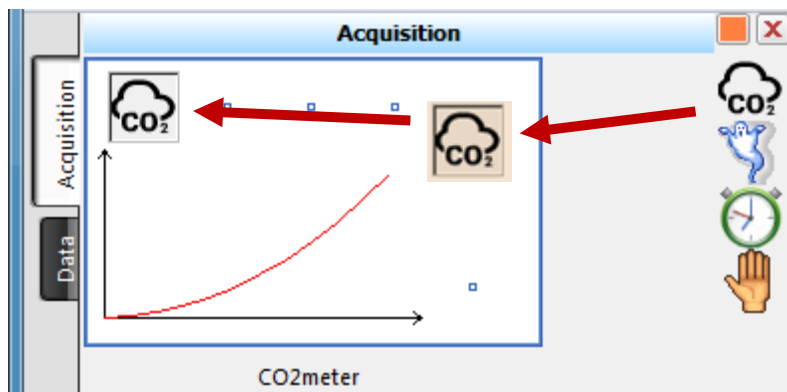 Acquisition
Acquisition
Data
CO₂
CO₂
CO₂
CO2meter